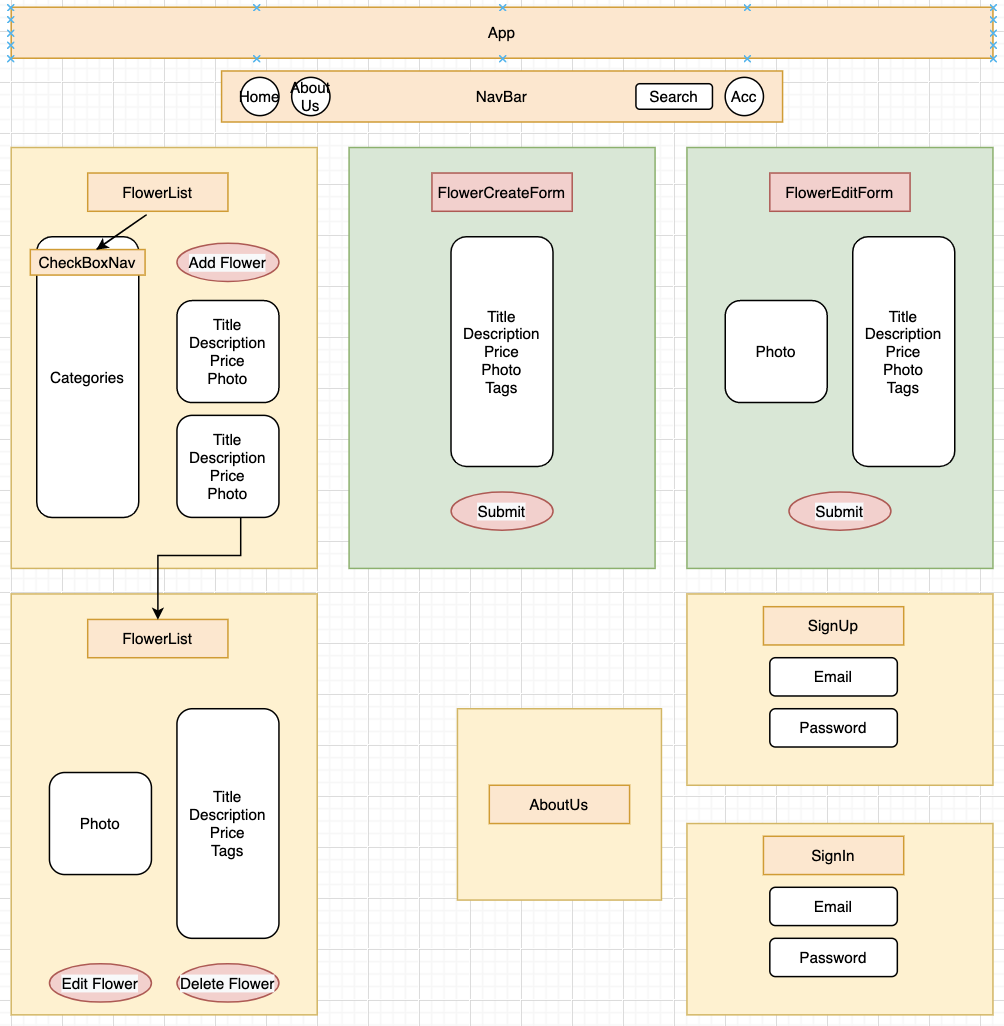 App
Home
About
Us
NavBar
Search
Acc
FlowerList
CheckBoxNav
Add Flower
Categories
Title
Description
Price
Photo
Title
Description
Price
Photo
FlowerCreateForm
Title
Description
Price
Photo
Tags
Submit
FlowerEditForm
Photo
Title
Description
Price
Photo
Tags
Submit
FlowerList
Photo
Title
Description
Price
Tags
Edit Flower
Delete Flower
AboutUs
SignUp
Email
Password
SignIn
Email
Password